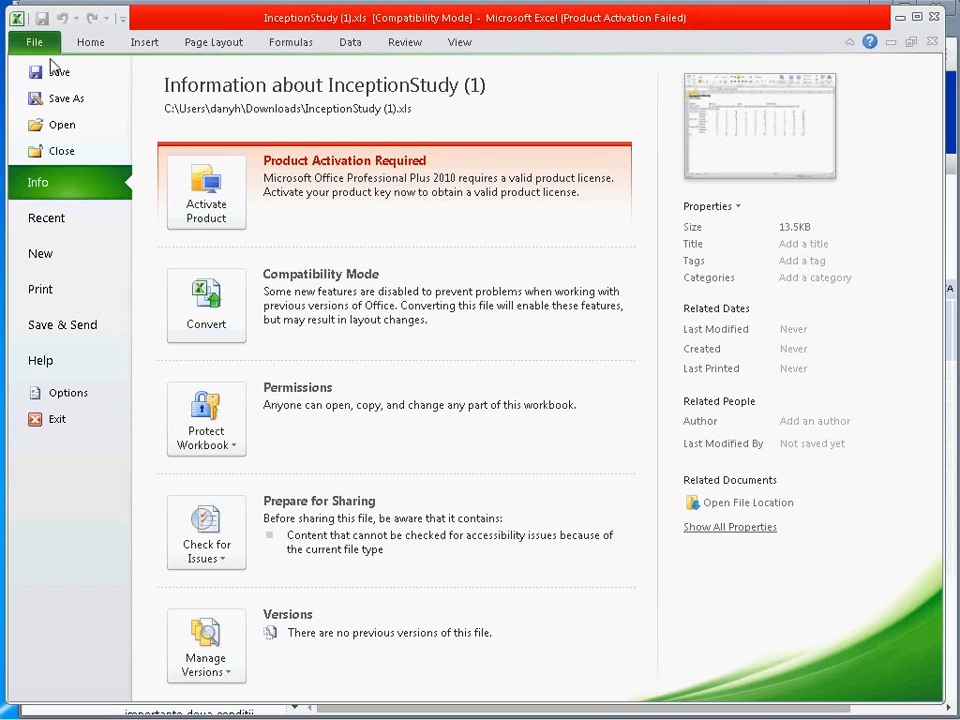 InceptionStudy (1).xls [Compatibility Mode] - Microsoft Excel (Product Activation Failed)
File Home Insert Page Layout Formulas Data Review View
Save
Save As
Open
Close
Info
Recent
New
Print
Save & Send
Help
Options
Exit
Information about InceptionStudy (1)
C:\Users\danyh\Downloads\InceptionStudy (1).xls
Activate
Product
Product Activation Required
Microsoft Office Professional Plus 2010 requires a valid product license.
Activate your product key now to obtain a valid product license.
Convert
Compatibility Mode
Some new features are disabled to prevent problems when working with
previous versions of Office. Converting this file will enable these features,
but may result in layout changes.
Protect
Workbook
Permissions
Anyone can open, copy, and change any part of this workbook.
Check for
Issues
Prepare for Sharing
Before sharing this file, be aware that it contains:
Content that cannot be checked for accessibility issues because of
the current file type
Manage
Versions
Versions
There are no previous versions of this file.
Properties
Size 13.5KB
Title Add a title
Tags Add a tag
Categories Add a category
Related Dates
Last Modified Never
Created Never
Last Printed Never
Related People
Author Add an author
Last Modified By Not saved yet
Related Documents
Open File Location
Show All Properties
importante doua conditii